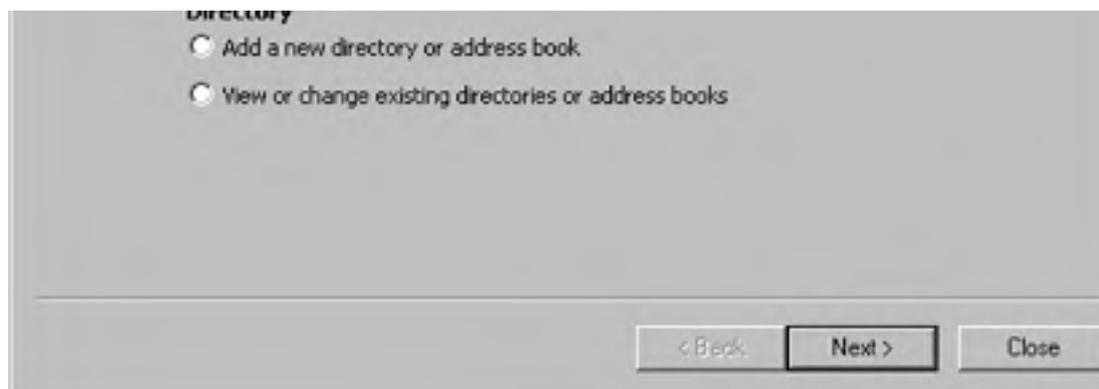 Directory
Add a new directory or address book
View or change existing directories or address books
< Back Next > Close